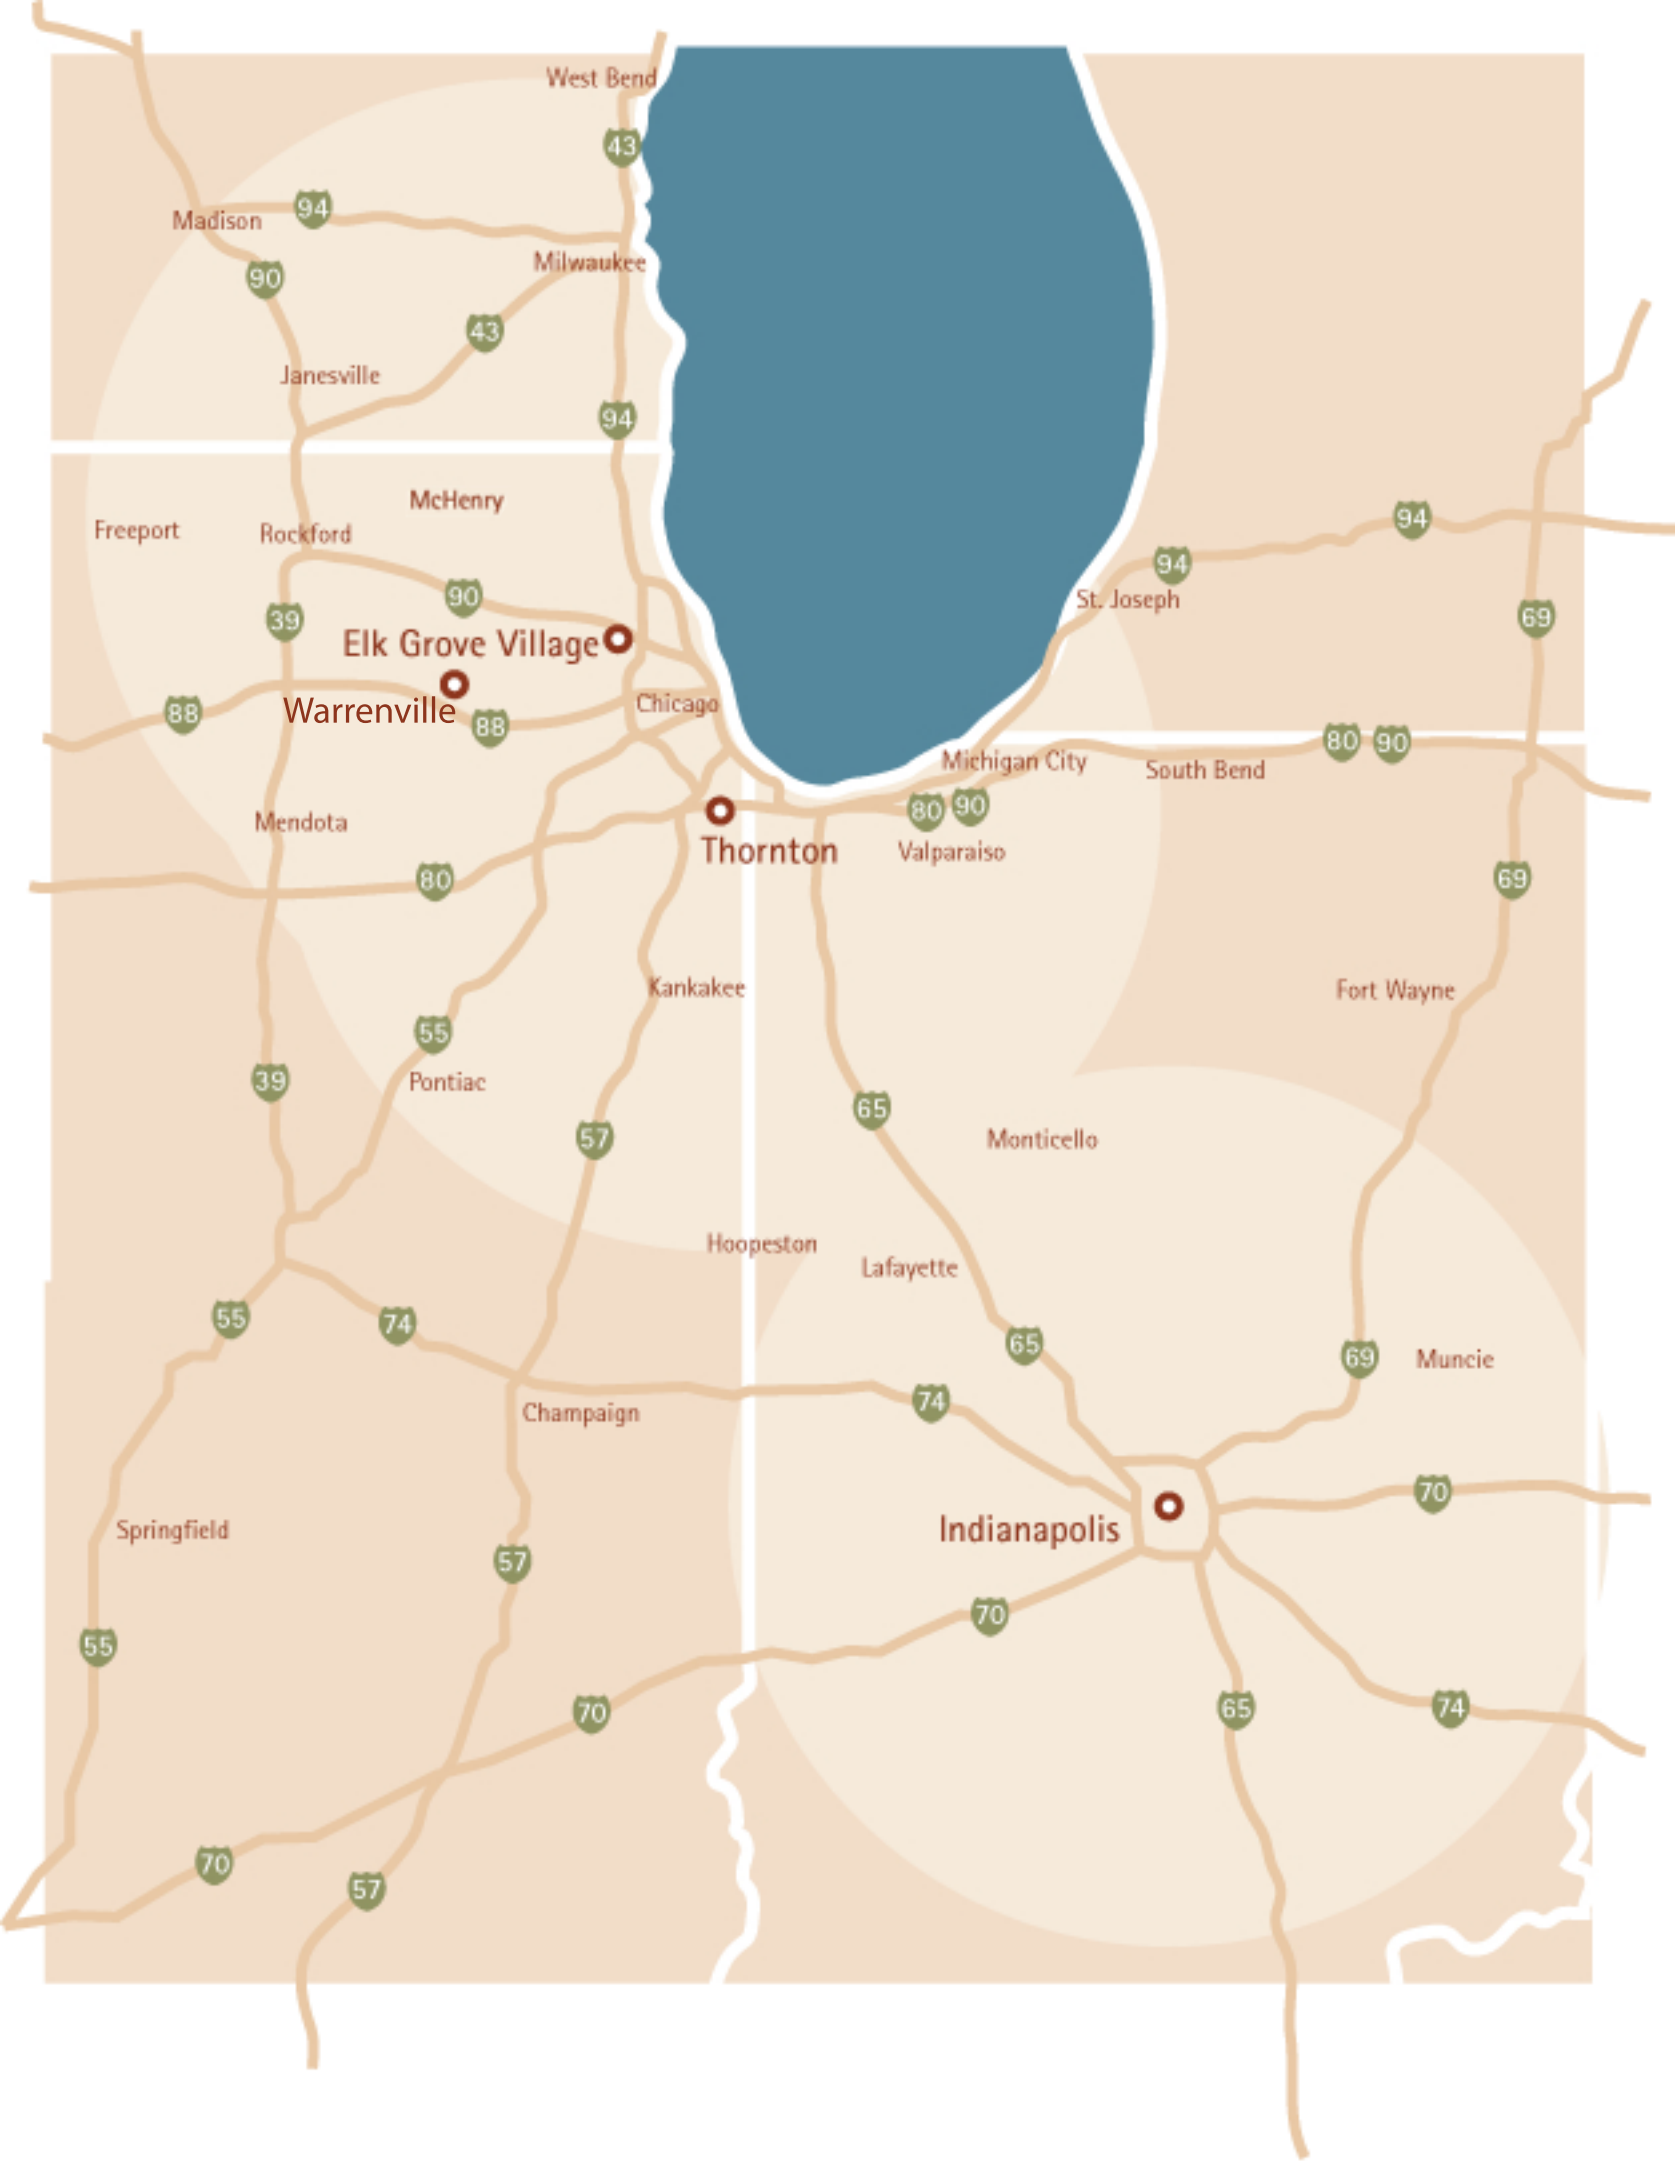 West Bend
43
94
Madison
Milwaukee
90
43
Janesville
94
McHenry
94
Freeport
Rockford
94
90
St. Joseph
39
69
Elk Grove Village
Chicago
88
Warrenville
88
80 90
Michigan City
South Bend
80 90
Mendota
Thornton
Valparaiso
80
69
Kankakee
Fort Wayne
55
39
Pontiac
65
57
Monticello
Hoopeston
Lafayette
55
74
65
69
Muncie
74
Champaign
70
Springfield
Indianapolis
57
70
55
70
65
74
70
57